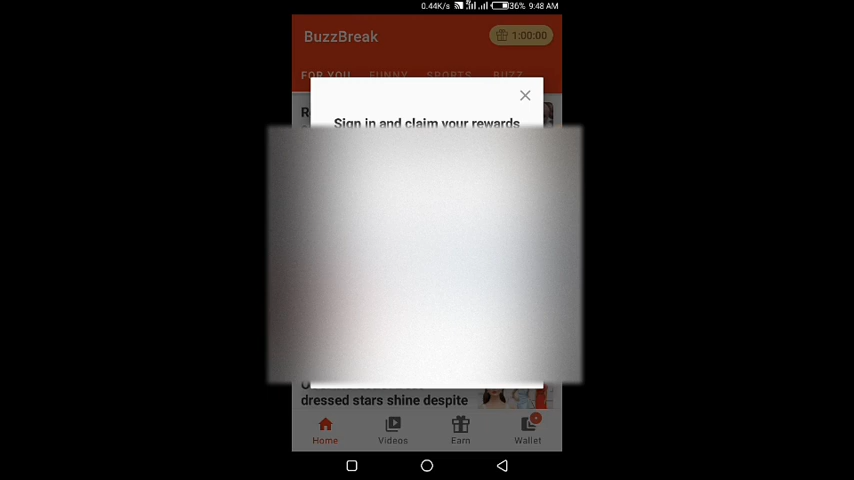 0.44K/s 36% 9:48 AM
BuzzBreak
1:00:00
FOR YOU FUNNY SPORTS BUZZ
Sign in and claim your rewards
dressed stars shine despite
Home Videos Earn Wallet